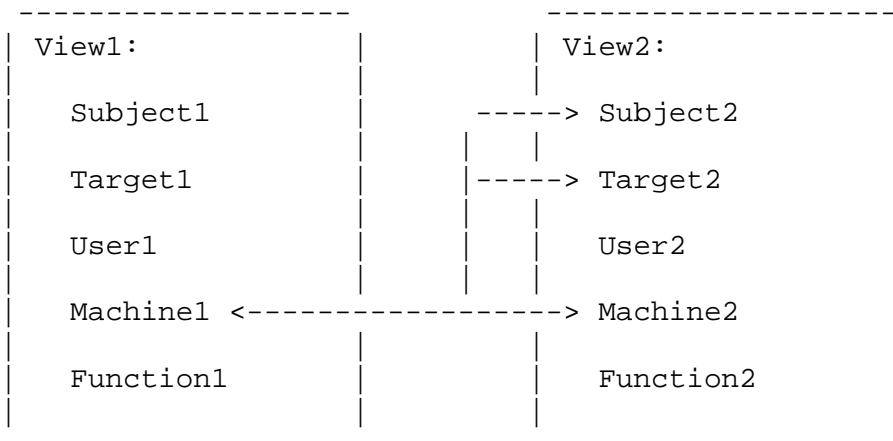 View1: View2:
Subject1 -----> Subject2
Target1 -----> Target2
User1 User2
Machine1 <------------------> Machine2
Function1 Function2